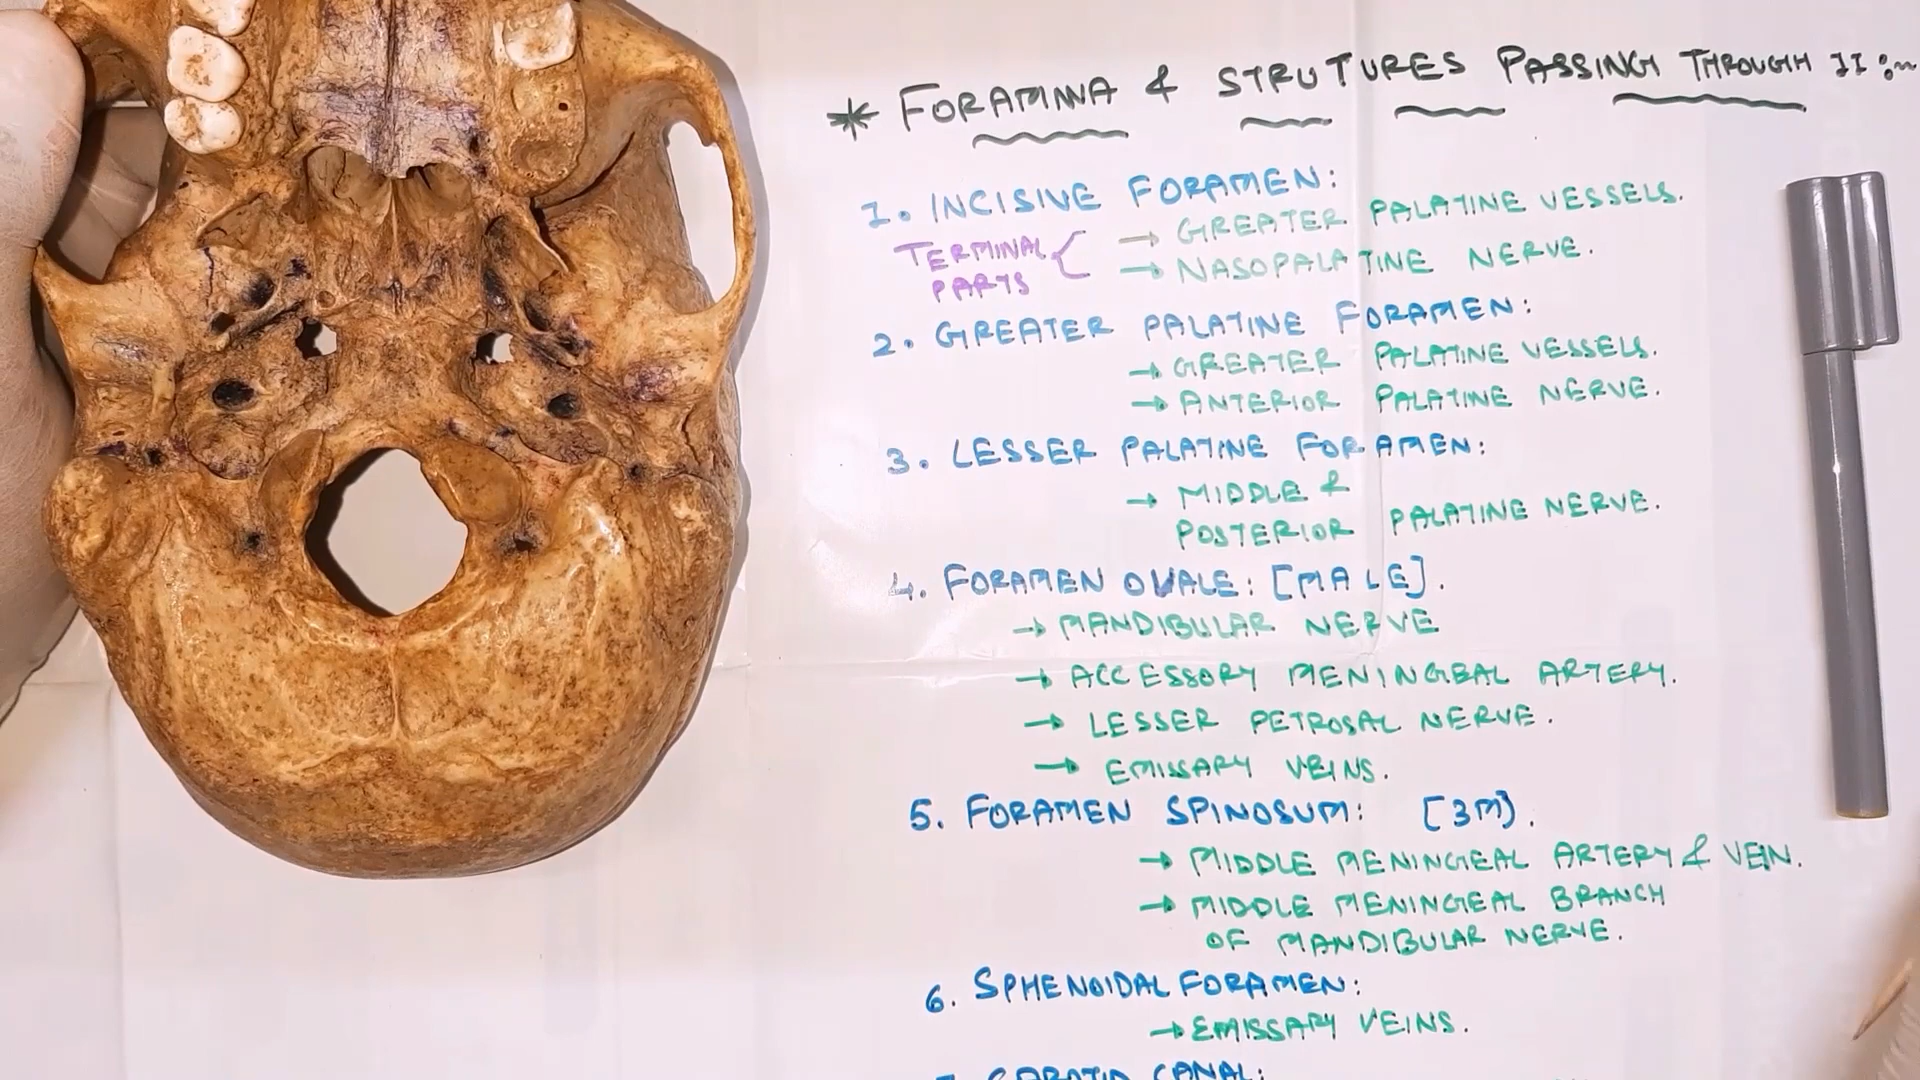 * FORAMINA & STRUTURES PASSING THROUGH IT :~
1. INCISIVE FORAMEN:
TERMINAL PARTS { → GREATER PALATINE VESSELS.
→ NASOPALATINE NERVE.
2. GREATER PALATINE FORAMEN:
→ GREATER PALATINE VESSELS.
→ ANTERIOR PALATINE NERVE.
3. LESSER PALATINE FORAMEN:
→ MIDDLE &
POSTERIOR PALATINE NERVE.
4. FORAMEN OVALE: [MALE].
→ MANDIBULAR NERVE
→ ACCESSORY MENINGEAL ARTERY.
→ LESSER PETROSAL NERVE.
→ EMISSARY VEINS.
5. FORAMEN SPINOSUM: [3M].
→ MIDDLE MENINGEAL ARTERY & VEIN.
→ MIDDLE MENINGEAL BRANCH
OF MANDIBULAR NERVE.
6. SPHENOIDAL FORAMEN:
→ EMISSARY VEINS.
7. CAROTID CANAL: